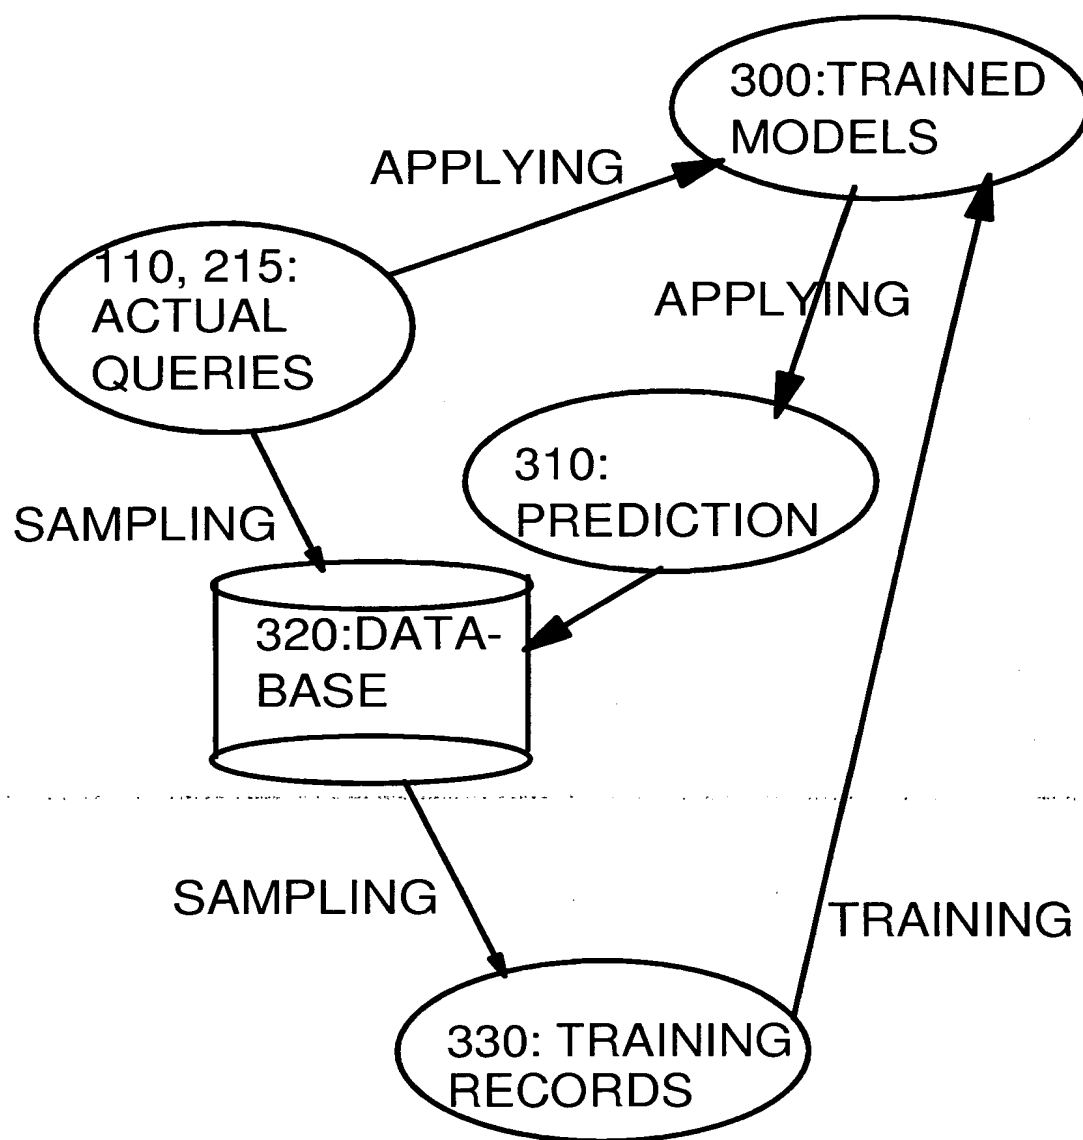 300:TRAINED
MODELS
APPLYING
110, 215:
ACTUAL
QUERIES
APPLYING
310:
PREDICTION
SAMPLING
320:DATA-
BASE
SAMPLING
TRAINING
330: TRAINING
RECORDS